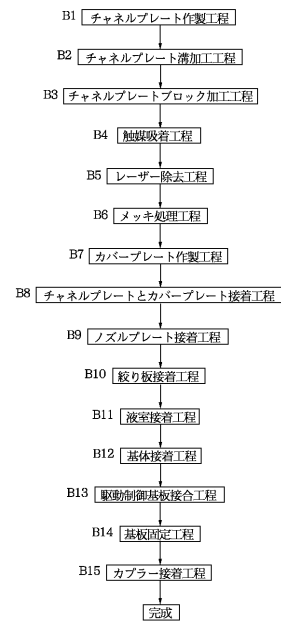 B1 チャネルプレート作製工程
B2 チャネルプレート溝加工工程
B3 チャネルプレートブロック加工工程
B4 触媒吸着工程
B5 レーザー除去工程
B6 メッキ処理工程
B7 カバープレート作製工程
B8 チャネルプレートとカバープレート接着工程
B9 ノズルプレート接着工程
B10 絞り板接着工程
B11 液室接着工程
B12 基体接着工程
B13 駆動制御基板接合工程
B14 基板固定工程
B15 カプラー接着工程
完成